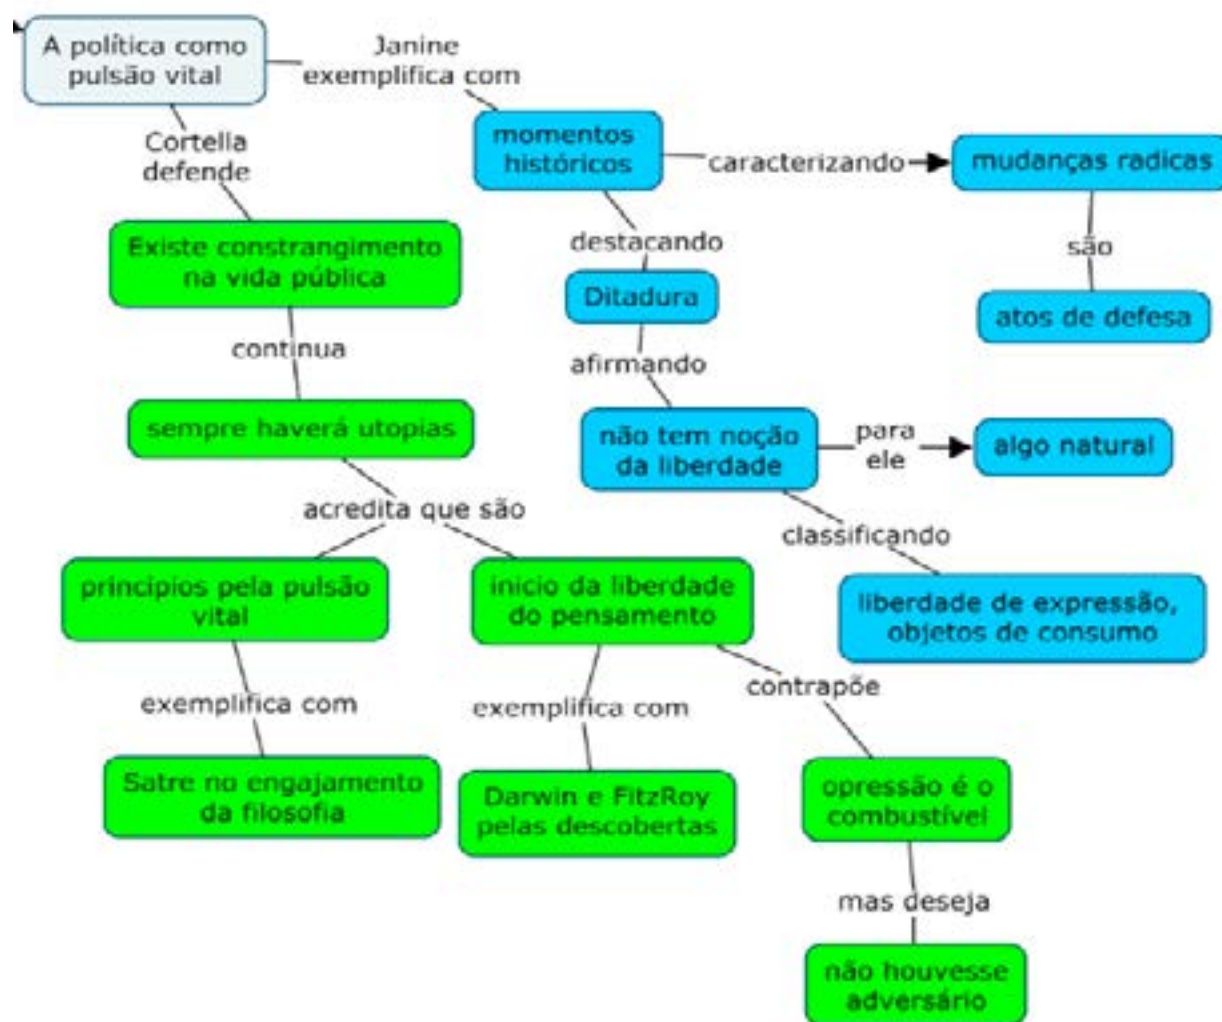 A política como
pulsão vital
Janine
exemplifica com
Cortella
defende
momentos
históricos
caracterizando
mudanças radicas
destacando
são
Existe constrangimento
na vida pública
Ditadura
atos de defesa
continua
afirmando
sempre haverá utopias
não tem noção
da liberdade
para
ele
algo natural
acredita que são
classificando
princípios pela pulsão
vital
inicio da liberdade
do pensamento
liberdade de expressão,
objetos de consumo
exemplifica com
exemplifica com
contrapõe
Satre no engajamento
da filosofia
Darwin e FitzRoy
pelas descobertas
opressão é o
combustível
mas deseja
não houvesse
adversário